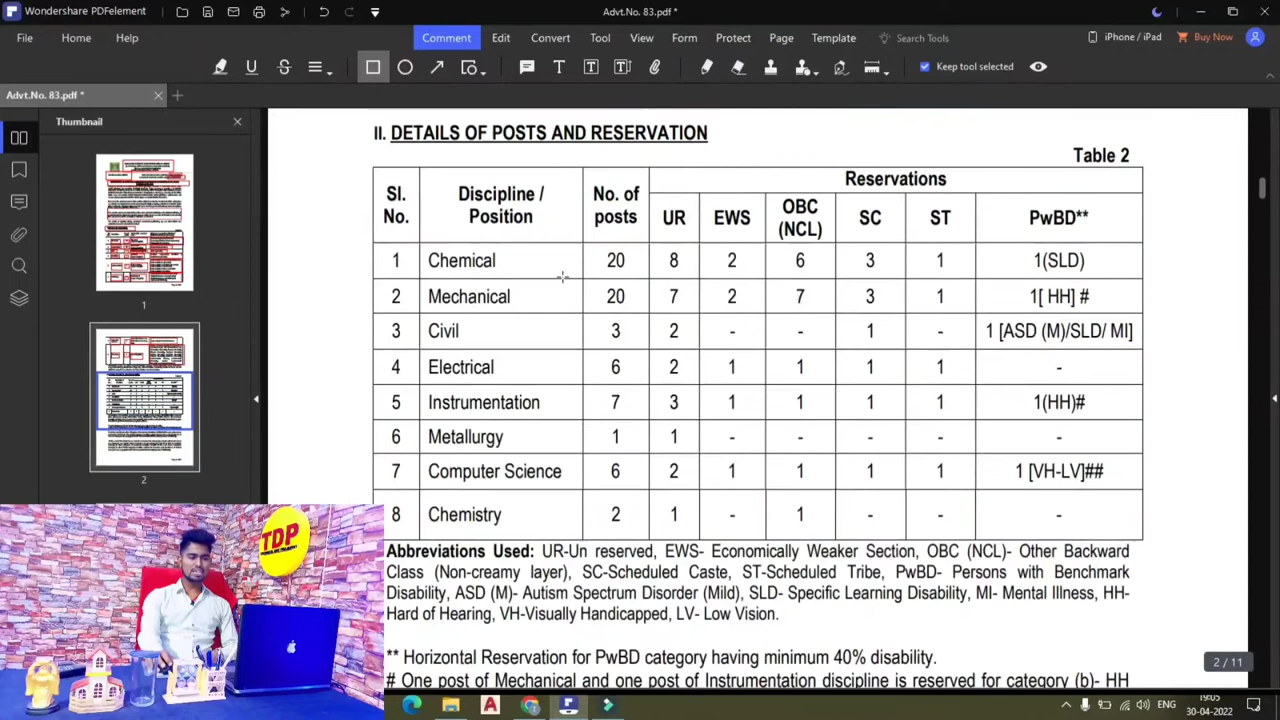 Wondershare PDFelement
Advt.No. 83.pdf *
File Home Help Comment Edit Convert Tool View Form Protect Page Template Search Tools iPhone / iPad Buy Now
Keep tool selected
Advt.No. 83.pdf *
Thumbnail
1
2
II. DETAILS OF POSTS AND RESERVATION
Table 2
Sl. No. Discipline / Position No. of posts Reservations
UR EWS OBC (NCL) SC ST PwBD**
1 Chemical 20 8 2 6 3 1 1(SLD)
2 Mechanical 20 7 2 7 3 1 1[ HH] #
3 Civil 3 2 - - 1 - 1 [ASD (M)/SLD/ MI]
4 Electrical 6 2 1 1 1 1 -
5 Instrumentation 7 3 1 1 1 1 1(HH)#
6 Metallurgy 1 1 - - - - -
7 Computer Science 6 2 1 1 1 1 1 [VH-LV]##
8 Chemistry 2 1 - 1 - - -
Abbreviations Used: UR-Un reserved, EWS- Economically Weaker Section, OBC (NCL)- Other Backward
Class (Non-creamy layer), SC-Scheduled Caste, ST-Scheduled Tribe, PwBD- Persons with Benchmark
Disability, ASD (M)- Autism Spectrum Disorder (Mild), SLD- Specific Learning Disability, MI- Mental Illness, HH-
Hard of Hearing, VH-Visually Handicapped, LV- Low Vision.
** Horizontal Reservation for PwBD category having minimum 40% disability.
# One post of Mechanical and one post of Instrumentation discipline is reserved for category (b)- HH
2 / 11
TDP
ENG
19:05
30-04-2022